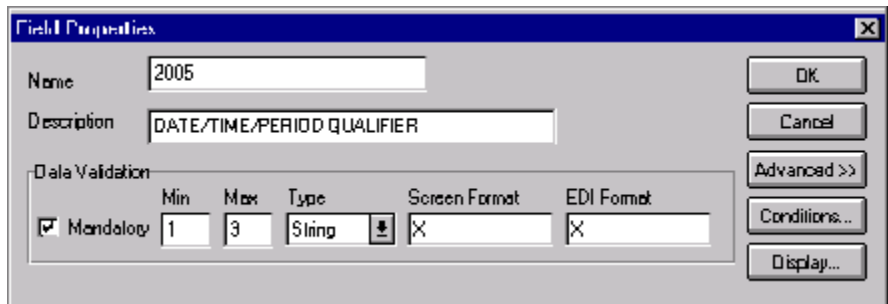 Field Properties
Name 2005
Description DATE/TIME/PERIOD QUALIFIER
Data Validation
Min Max Type Screen Format EDI Format
Mandatory 1 3 String X X
OK
Cancel
Advanced >>
Conditions...
Display...